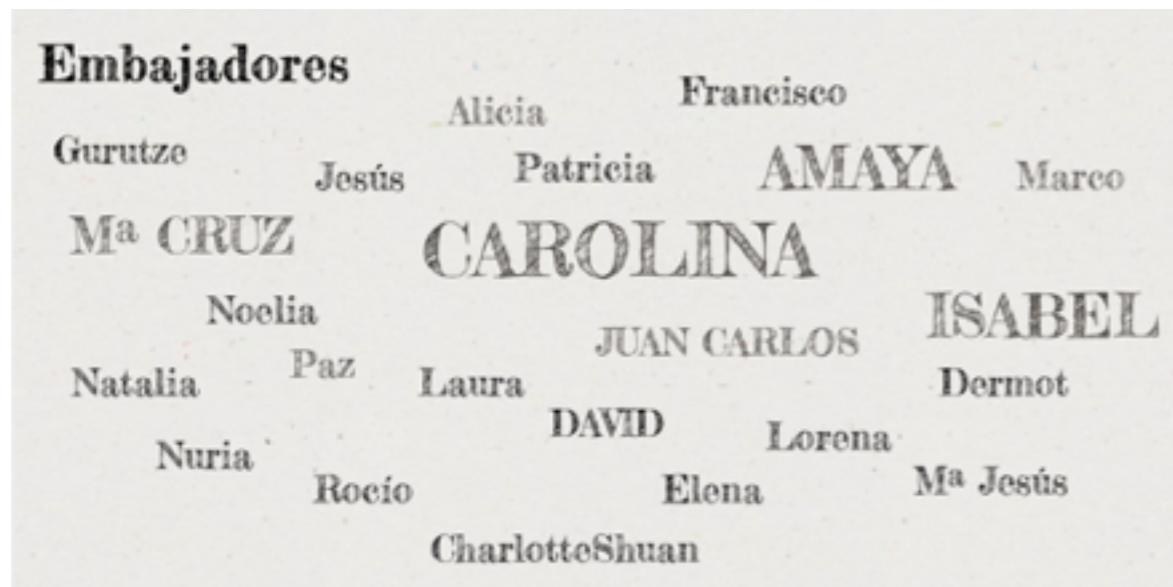 Embajadores
Alicia
Francisco
Gurutze
Jesús
Patricia
AMAYA
Marco
Mª CRUZ
CAROLINA
Noelia
JUAN CARLOS
ISABEL
Natalia
Paz
Laura
Dermot
DAVID
Nuria
Lorena
Rocío
Elena
Mª Jesús
CharlotteShuan